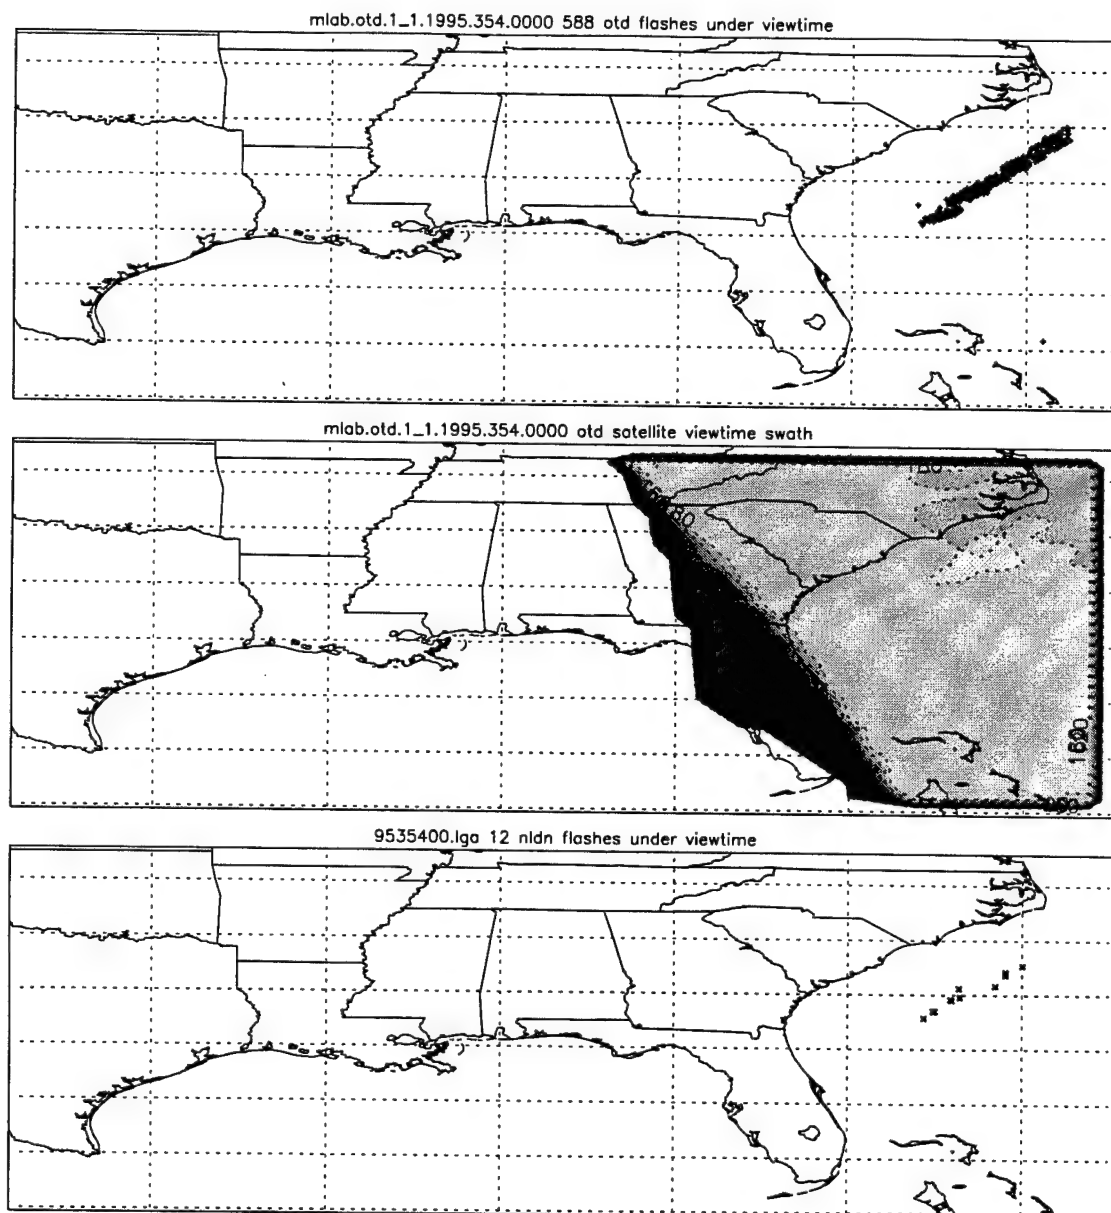 mlab.otd.1_1.1995.354.0000 588 otd flashes under viewtime
mlab.otd.1_1.1995.354.0000 otd satellite viewtime swath
180
9535400.lga 12 nldn flashes under viewtime